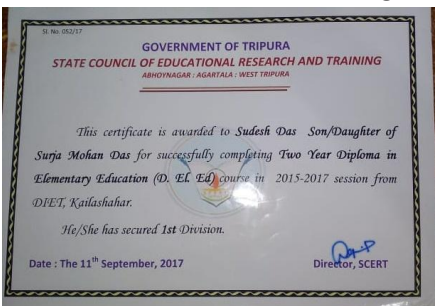 Sl. No. 052/17
GOVERNMENT OF TRIPURA
STATE COUNCIL OF EDUCATIONAL RESEARCH AND TRAINING
ABHOYNAGAR : AGARTALA : WEST TRIPURA
This certificate is awarded to Sudesh Das Son/Daughter of
Surja Mohan Das for successfully completing Two Year Diploma in
Elementary Education (D. El. Ed) course in 2015-2017 session from
DIET, Kailashahar.
He/She has secured 1st Division.
Date : The 11th September, 2017
Director, SCERT